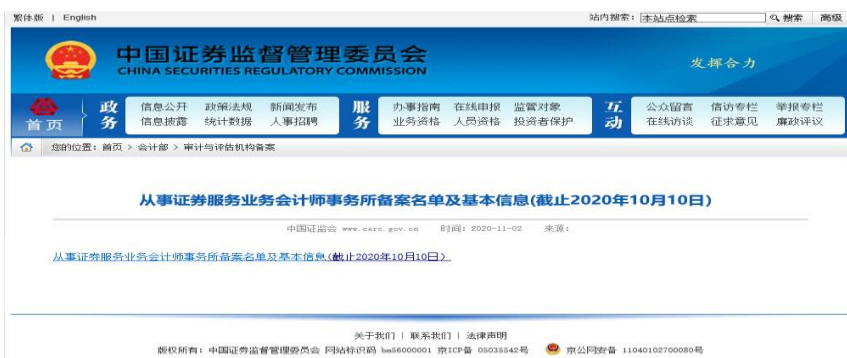 繁体版 | English 站内搜索: 本站点检索 搜索 高级
中国证券监督管理委员会
CHINA SECURITIES REGULATORY COMMISSION
发挥合力
首页
政务
信息公开 政策法规 新闻发布
信息披露 统计数据 人事招聘
服务
办事指南 在线申报 监管对象
业务资格 人员资格 投资者保护
互动
公众留言 信访专栏 举报专栏
在线访谈 征求意见 廉政评议
您的位置: 首页 > 会计部 > 审计与评估机构备案
从事证券服务业务会计师事务所备案名单及基本信息(截止2020年10月10日)
中国证监会 www.csrc.gov.cn 时间: 2020-11-02 来源:
从事证券服务业务会计师事务所备案名单及基本信息(截止2020年10月10日)
关于我们 | 联系我们 | 法律声明
版权所有: 中国证券监督管理委员会 网站标识码 bm56000001 京ICP备 05035542号 京公网安备 11040102700080号